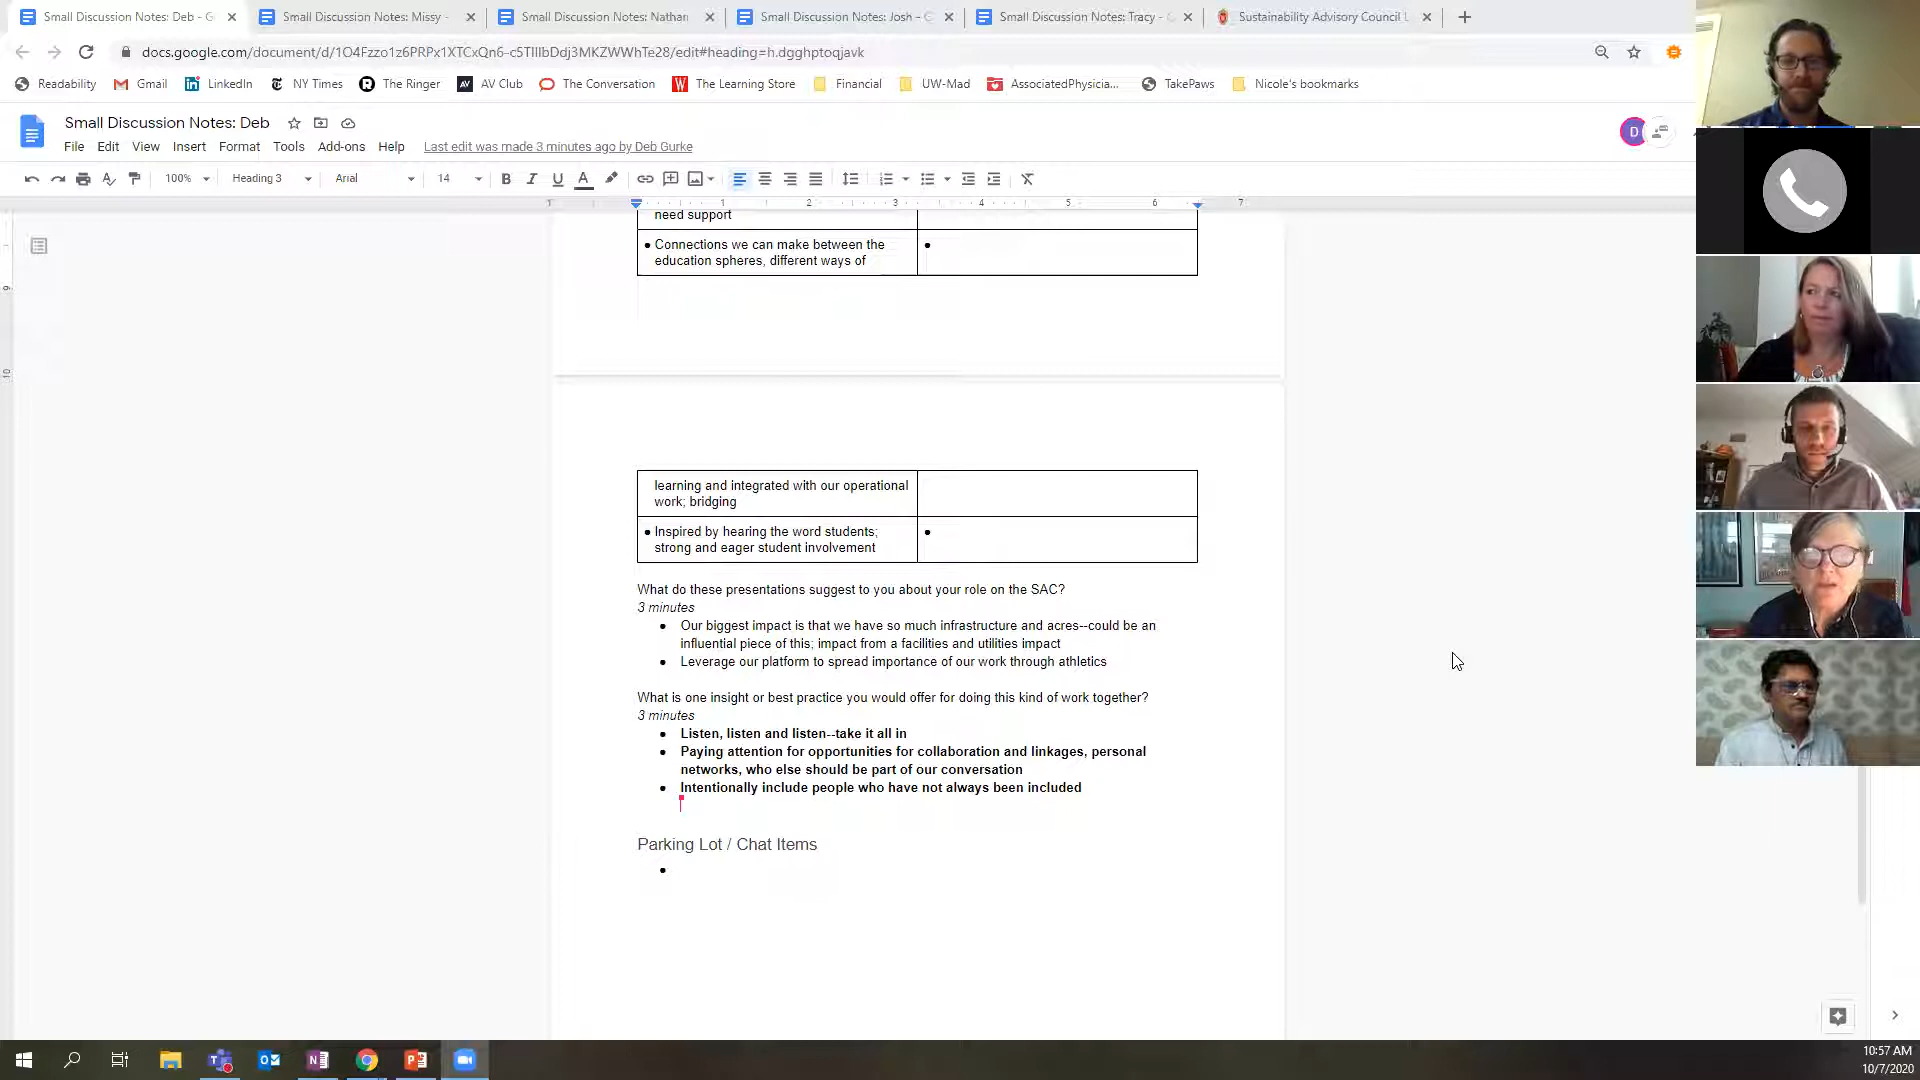 Small Discussion Notes: Deb - G
Small Discussion Notes: Missy -
Small Discussion Notes: Nathan
Small Discussion Notes: Josh - G
Small Discussion Notes: Tracy - G
Sustainability Advisory Council
docs.google.com/document/d/1O4Fzzo1z6PRPx1XTCxQn6-c5TIIIbDdj3MKZWWhTe28/edit#heading=h.dgghptoqjavk
Readability
Gmail
LinkedIn
NY Times
The Ringer
AV Club
The Conversation
The Learning Store
Financial
UW-Mad
AssociatedPhysicia...
TakePaws
Nicole's bookmarks
Small Discussion Notes: Deb
D
File Edit View Insert Format Tools Add-ons Help Last edit was made 3 minutes ago by Deb Gurke
100% Heading 3 Arial 14 B I U A
1 1 2 3 4 5 6 7
9
10
need support
• Connections we can make between the
education spheres, different ways of
learning and integrated with our operational
work; bridging
• Inspired by hearing the word students;
strong and eager student involvement
What do these presentations suggest to you about your role on the SAC?
3 minutes
• Our biggest impact is that we have so much infrastructure and acres--could be an
influential piece of this; impact from a facilities and utilities impact
• Leverage our platform to spread importance of our work through athletics
What is one insight or best practice you would offer for doing this kind of work together?
3 minutes
• Listen, listen and listen--take it all in
• Paying attention for opportunities for collaboration and linkages, personal
networks, who else should be part of our conversation
• Intentionally include people who have not always been included
Parking Lot / Chat Items
10:57 AM
10/7/2020